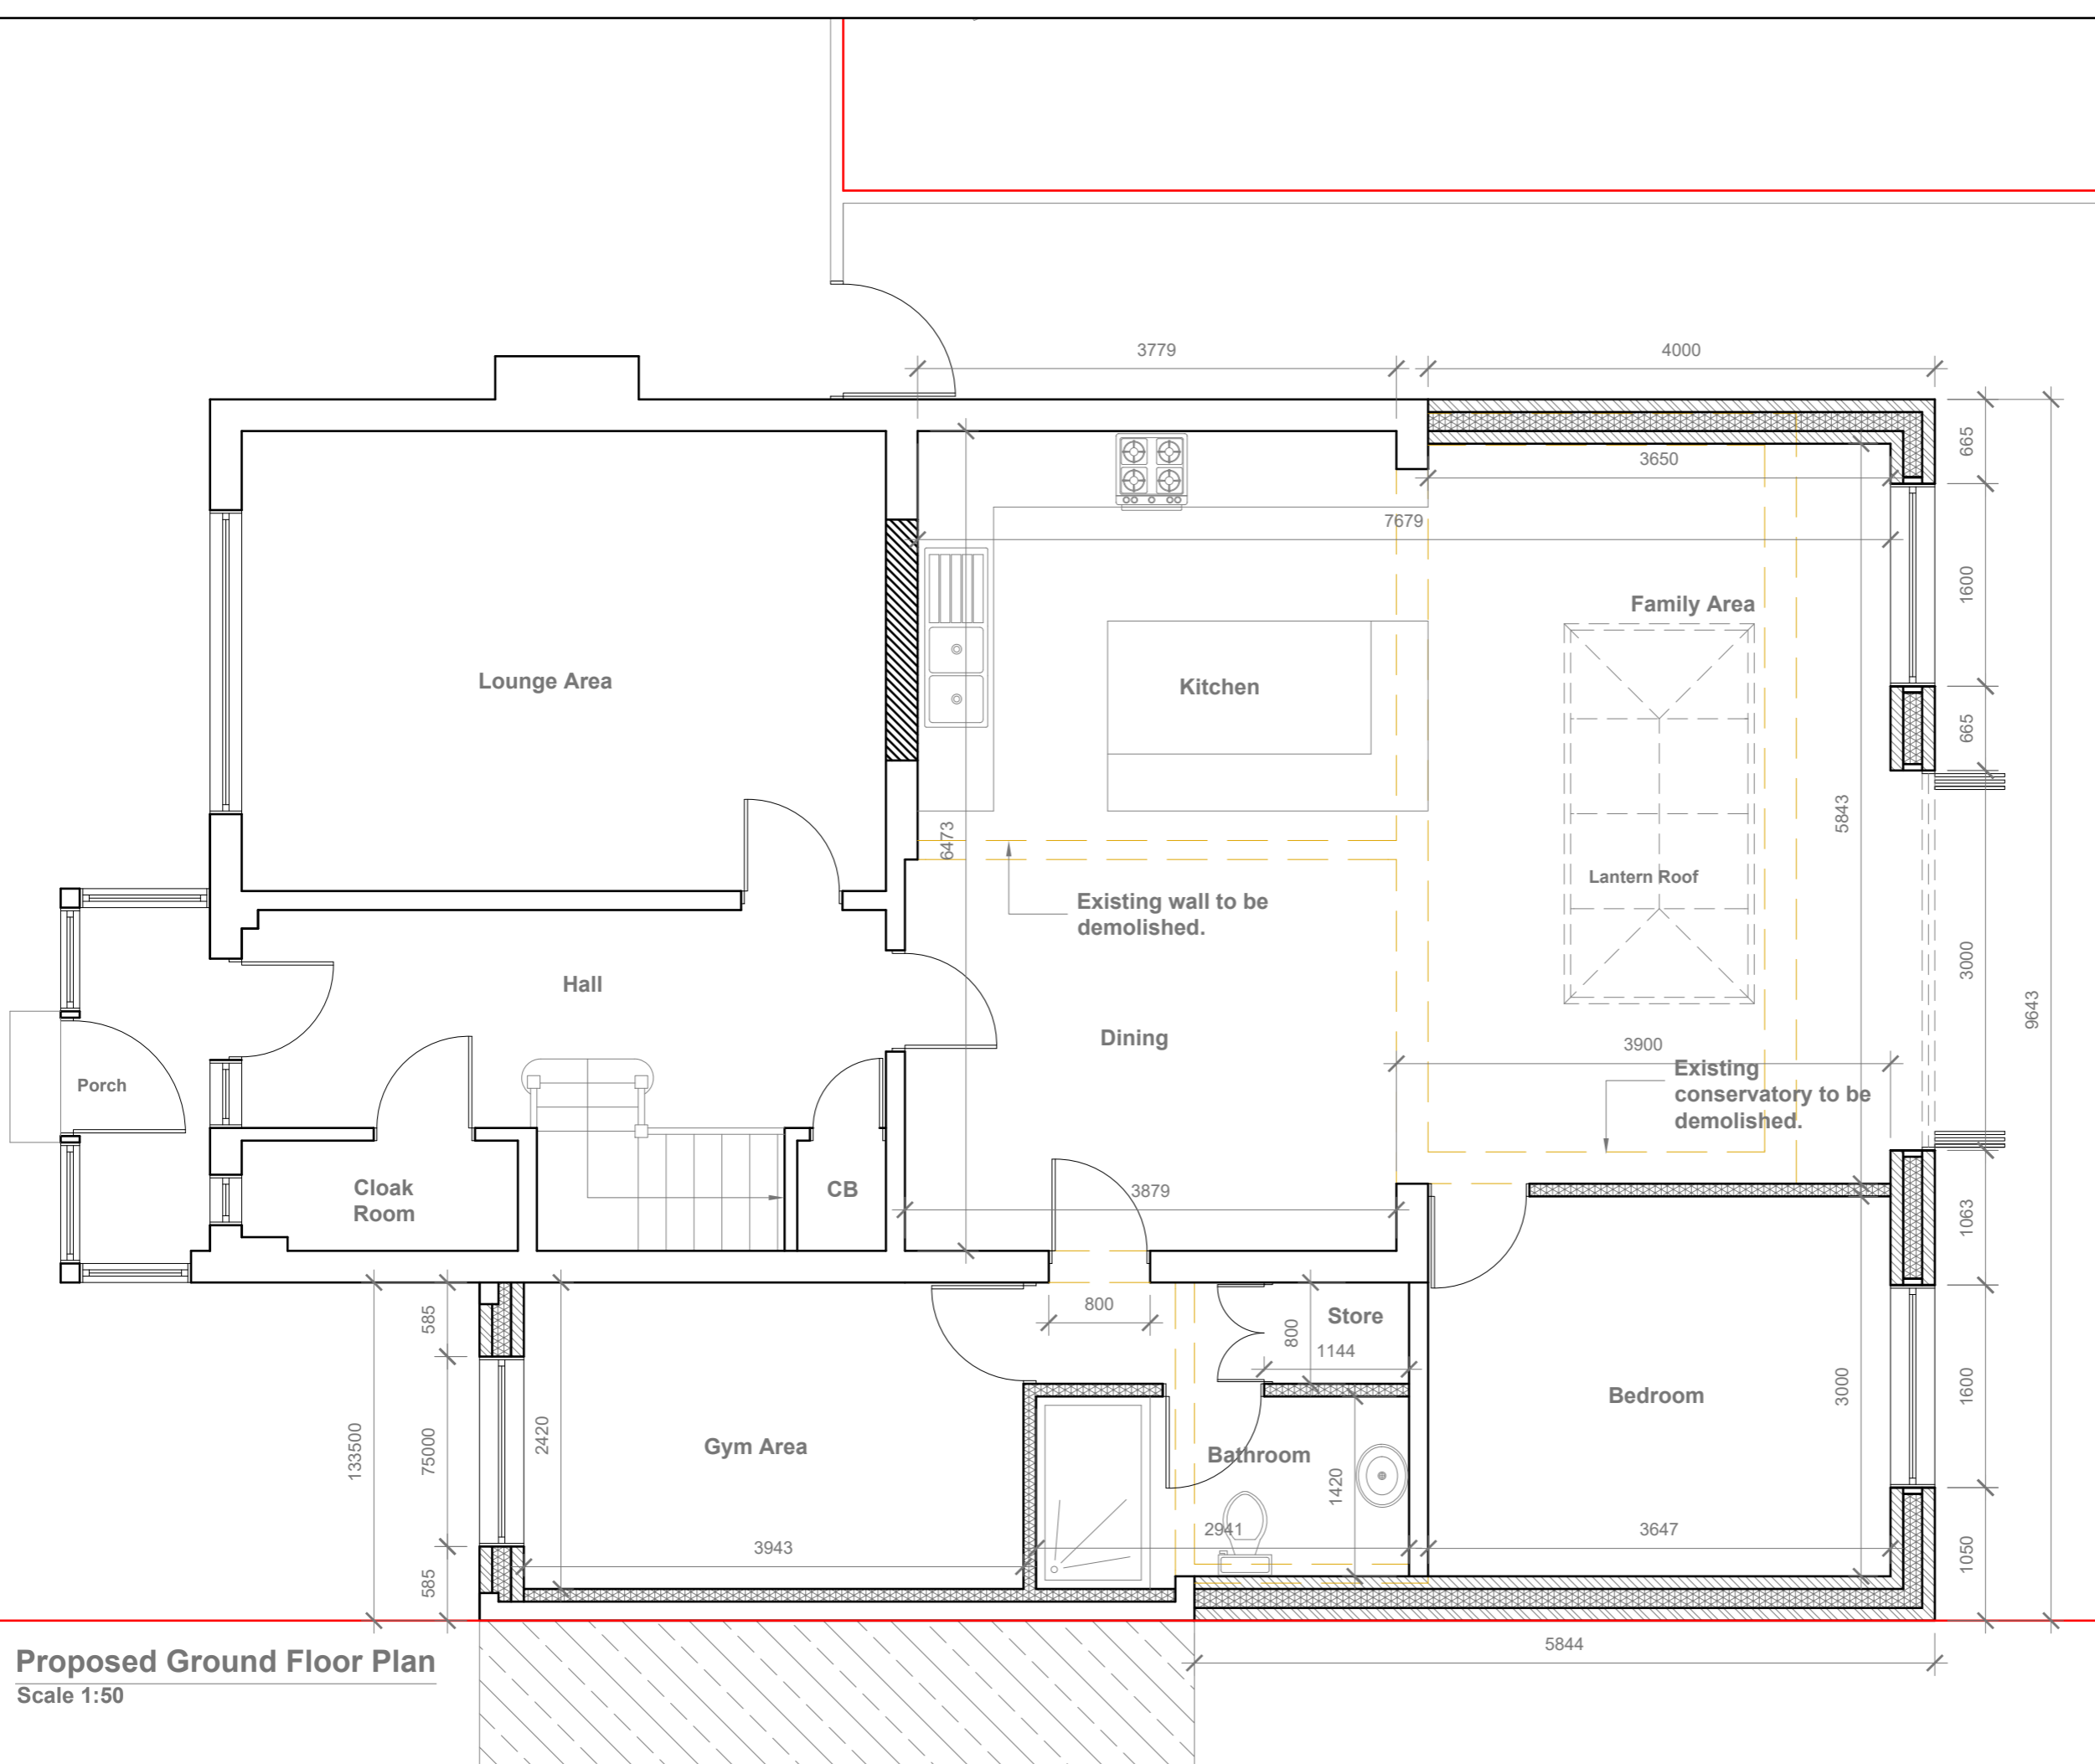 3779
4000
665
3650
7679
1600
Family Area
Lounge Area
Kitchen
665
5843
6473
Lantern Roof
Existing wall to be
demolished.
3000
Hall
9643
Dining
3900
Existing
conservatory to be
demolished.
Porch
Cloak
Room
CB
3879
1063
585
800
800
Store
1144
3000
1600
Bedroom
133500
75000
2420
Gym Area
Bathroom
1420
2941
3647
3943
1050
585
5844
Proposed Ground Floor Plan
Scale 1:50